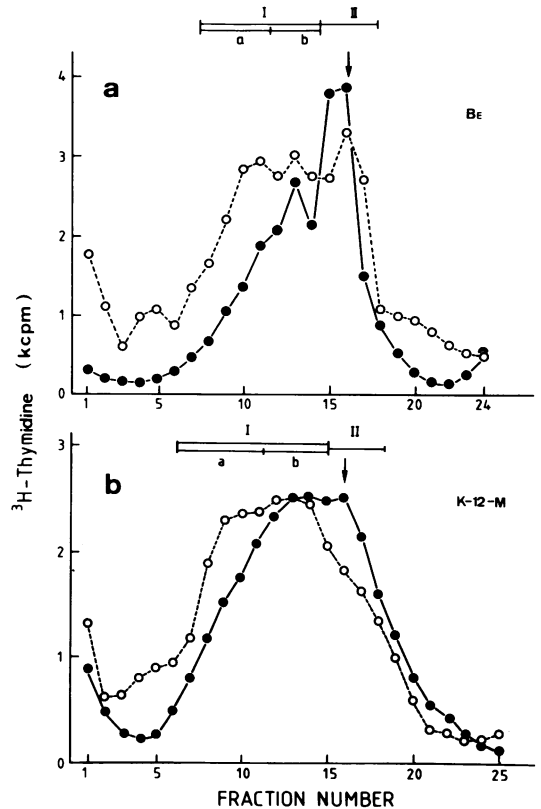 I II
a b
a
BE
4
3
2
1
0
1 5 10 15 20 24
³H-Thymidine (kcpm)
I II
a b
b
K-12-M
3
2
1
0
1 5 10 15 20 25
FRACTION NUMBER